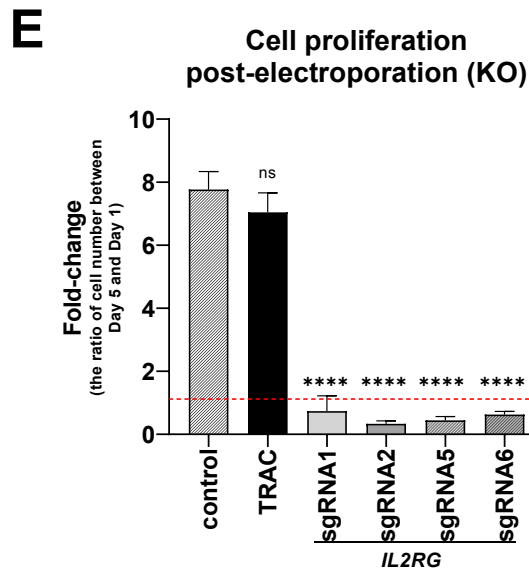 E
Cell proliferation
post-electroporation (KO)
Fold-change
(the ratio of cell number between
Day 5 and Day 1)
10
8
6
4
2
0
ns
**** **** **** ****
control
TRAC
sgRNA1
sgRNA2
sgRNA5
sgRNA6
IL2RG